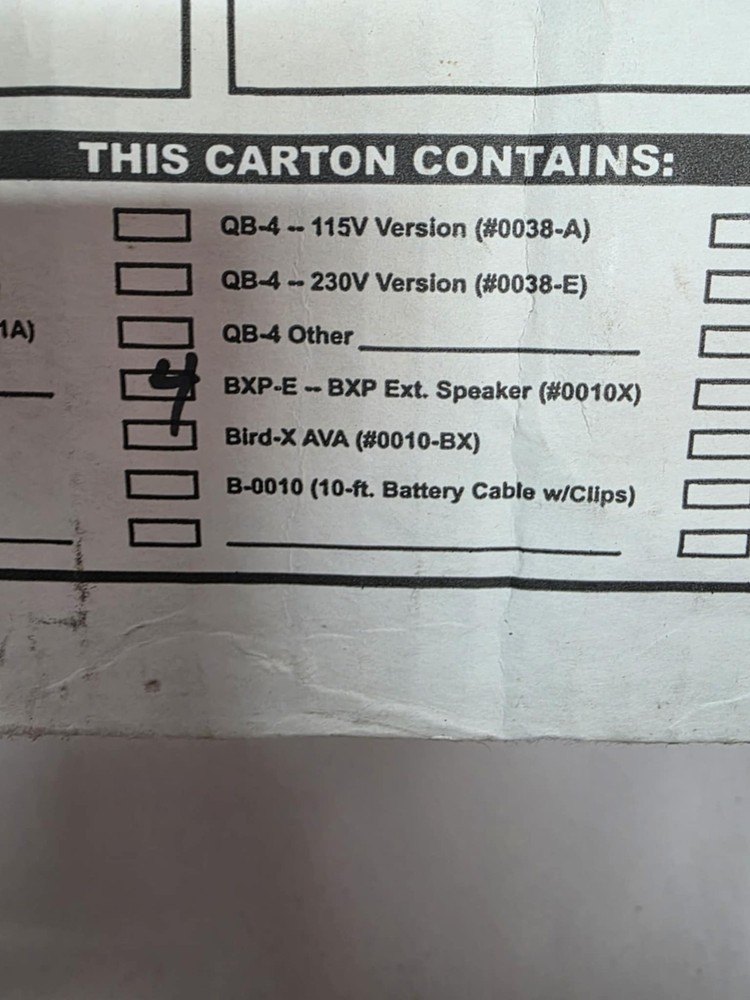 THIS CARTON CONTAINS:
QB-4 -- 115V Version (#0038-A)
QB-4 -- 230V Version (#0038-E)
1A) QB-4 Other
4 BXP-E -- BXP Ext. Speaker (#0010X)
Bird-X AVA (#0010-BX)
B-0010 (10-ft. Battery Cable w/Clips)